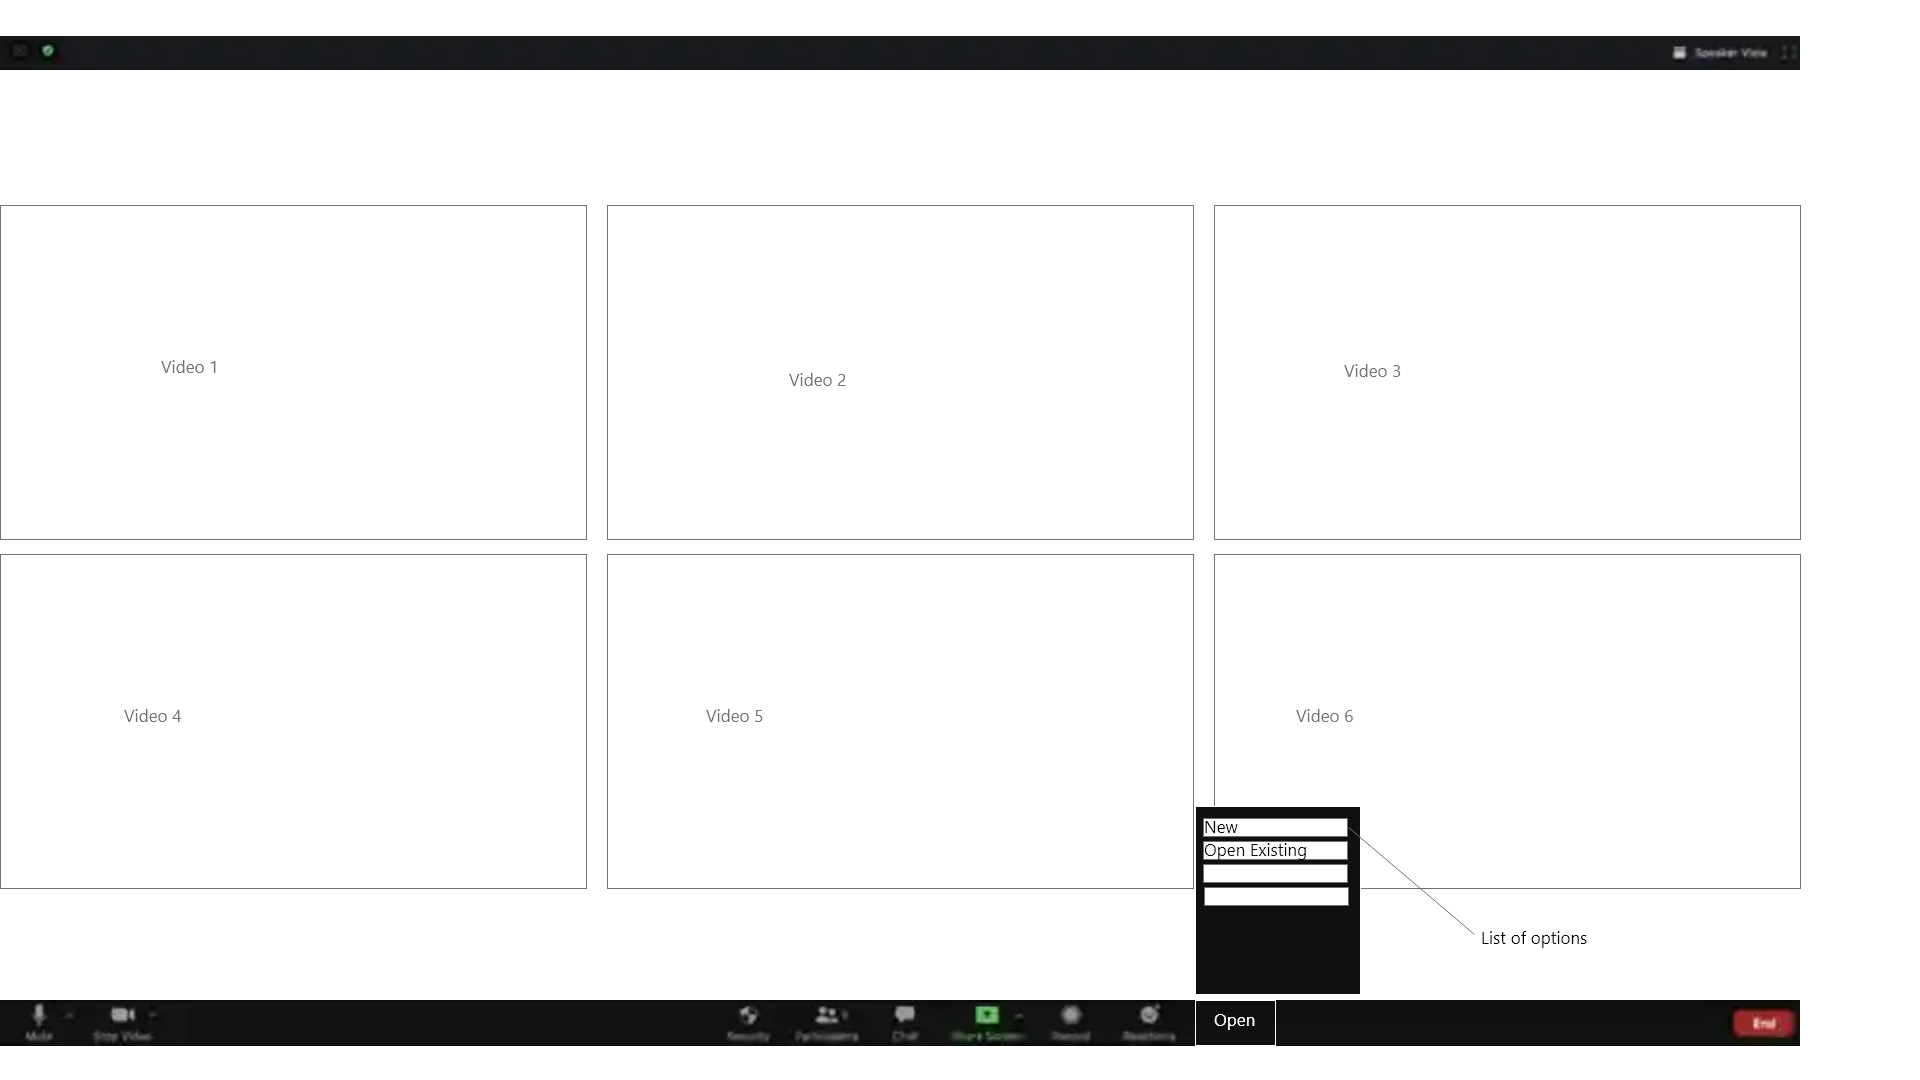 Speaker View
Video 1
Video 2
Video 3
Video 4
Video 5
Video 6
New
Open Existing
List of options
Mute
Stop Video
Security
Participants
Chat
Share Screen
Record
Reactions
Open
End